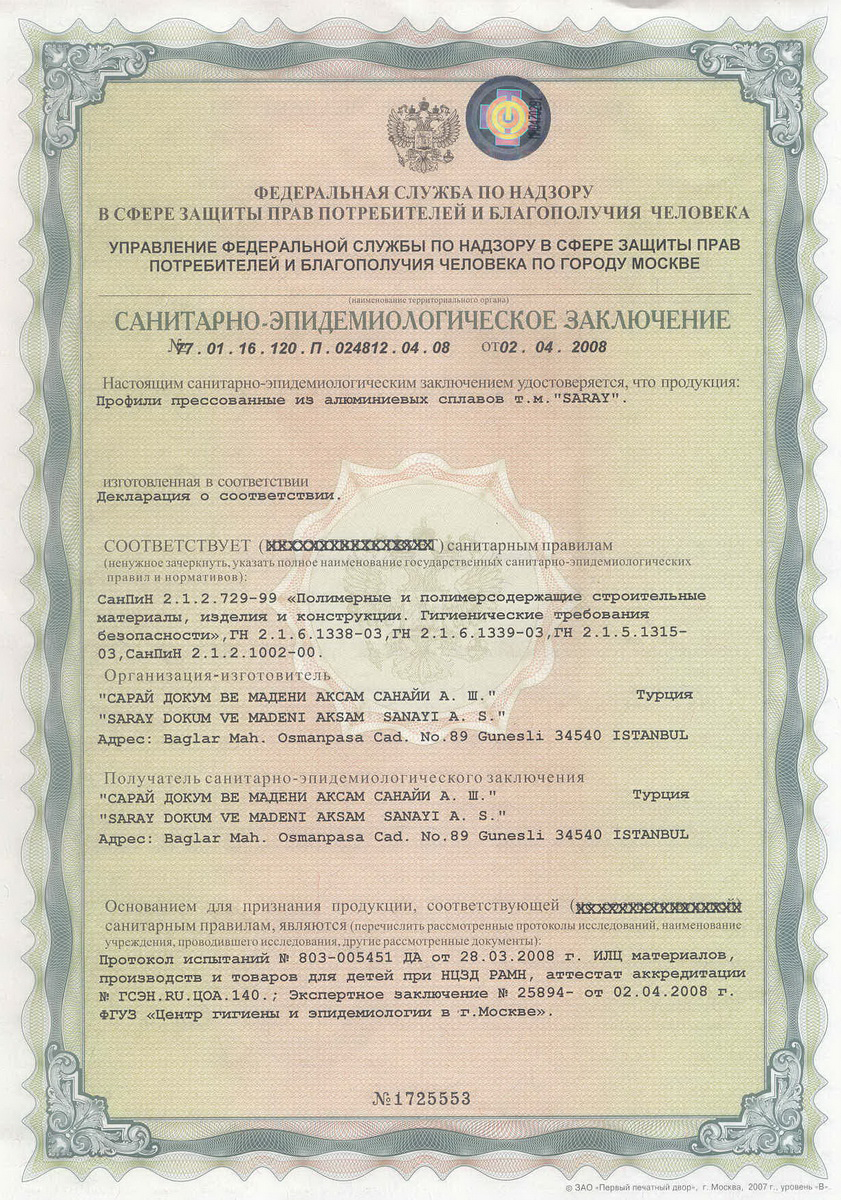 ФЕДЕРАЛЬНАЯ СЛУЖБА ПО НАДЗОРУ
В СФЕРЕ ЗАЩИТЫ ПРАВ ПОТРЕБИТЕЛЕЙ И БЛАГОПОЛУЧИЯ ЧЕЛОВЕКА
УПРАВЛЕНИЕ ФЕДЕРАЛЬНОЙ СЛУЖБЫ ПО НАДЗОРУ В СФЕРЕ ЗАЩИТЫ ПРАВ
ПОТРЕБИТЕЛЕЙ И БЛАГОПОЛУЧИЯ ЧЕЛОВЕКА ПО ГОРОДУ МОСКВЕ
(наименование территориального органа)
САНИТАРНО-ЭПИДЕМИОЛОГИЧЕСКОЕ ЗАКЛЮЧЕНИЕ
№77.01.16.120.П.024812.04.08 от02.04.2008
Настоящим санитарно-эпидемиологическим заключением удостоверяется, что продукция:
Профили прессованные из алюминиевых сплавов т.м."SARAY".
изготовленная в соответствии
Декларация о соответствии.
СООТВЕТСТВУЕТ ( ) санитарным правилам
(ненужное зачеркнуть, указать полное наименование государственных санитарно-эпидемиологических
правил и нормативов):
СанПиН 2.1.2.729-99 «Полимерные и полимерсодержащие строительные
материалы, изделия и конструкции. Гигиенические требования
безопасности»,ГН 2.1.6.1338-03,ГН 2.1.6.1339-03,ГН 2.1.5.1315-
03,СанПиН 2.1.2.1002-00.
Организация-изготовитель
"САРАЙ ДОКУМ ВЕ МАДЕНИ АКСАМ САНАЙИ А. Ш." Турция
"SARAY DOKUM VE MADENI AKSAM SANAYI A. S."
Адрес: Baglar Mah. Osmanpasa Cad. No.89 Gunesli 34540 ISTANBUL
Получатель санитарно-эпидемиологического заключения
"САРАЙ ДОКУМ ВЕ МАДЕНИ АКСАМ САНАЙИ А. Ш." Турция
"SARAY DOKUM VE MADENI AKSAM SANAYI A. S."
Адрес: Baglar Mah. Osmanpasa Cad. No.89 Gunesli 34540 ISTANBUL
Основанием для признания продукции, соответствующей ( )
санитарным правилам, являются (перечислить рассмотренные протоколы исследований, наименование
учреждения, проводившего исследования, другие рассмотренные документы):
Протокол испытаний № 803-005451 ДА от 28.03.2008 г. ИЛЦ материалов,
производств и товаров для детей при НЦЗД РАМН, аттестат аккредитации
№ ГСЭН.RU.ЦОА.140.; Экспертное заключение № 25894- от 02.04.2008 г.
ФГУЗ «Центр гигиены и эпидемиологии в г.Москве».
№1725553
© ЗАО «Первый печатный двор», г. Москва, 2007 г., уровень «В».